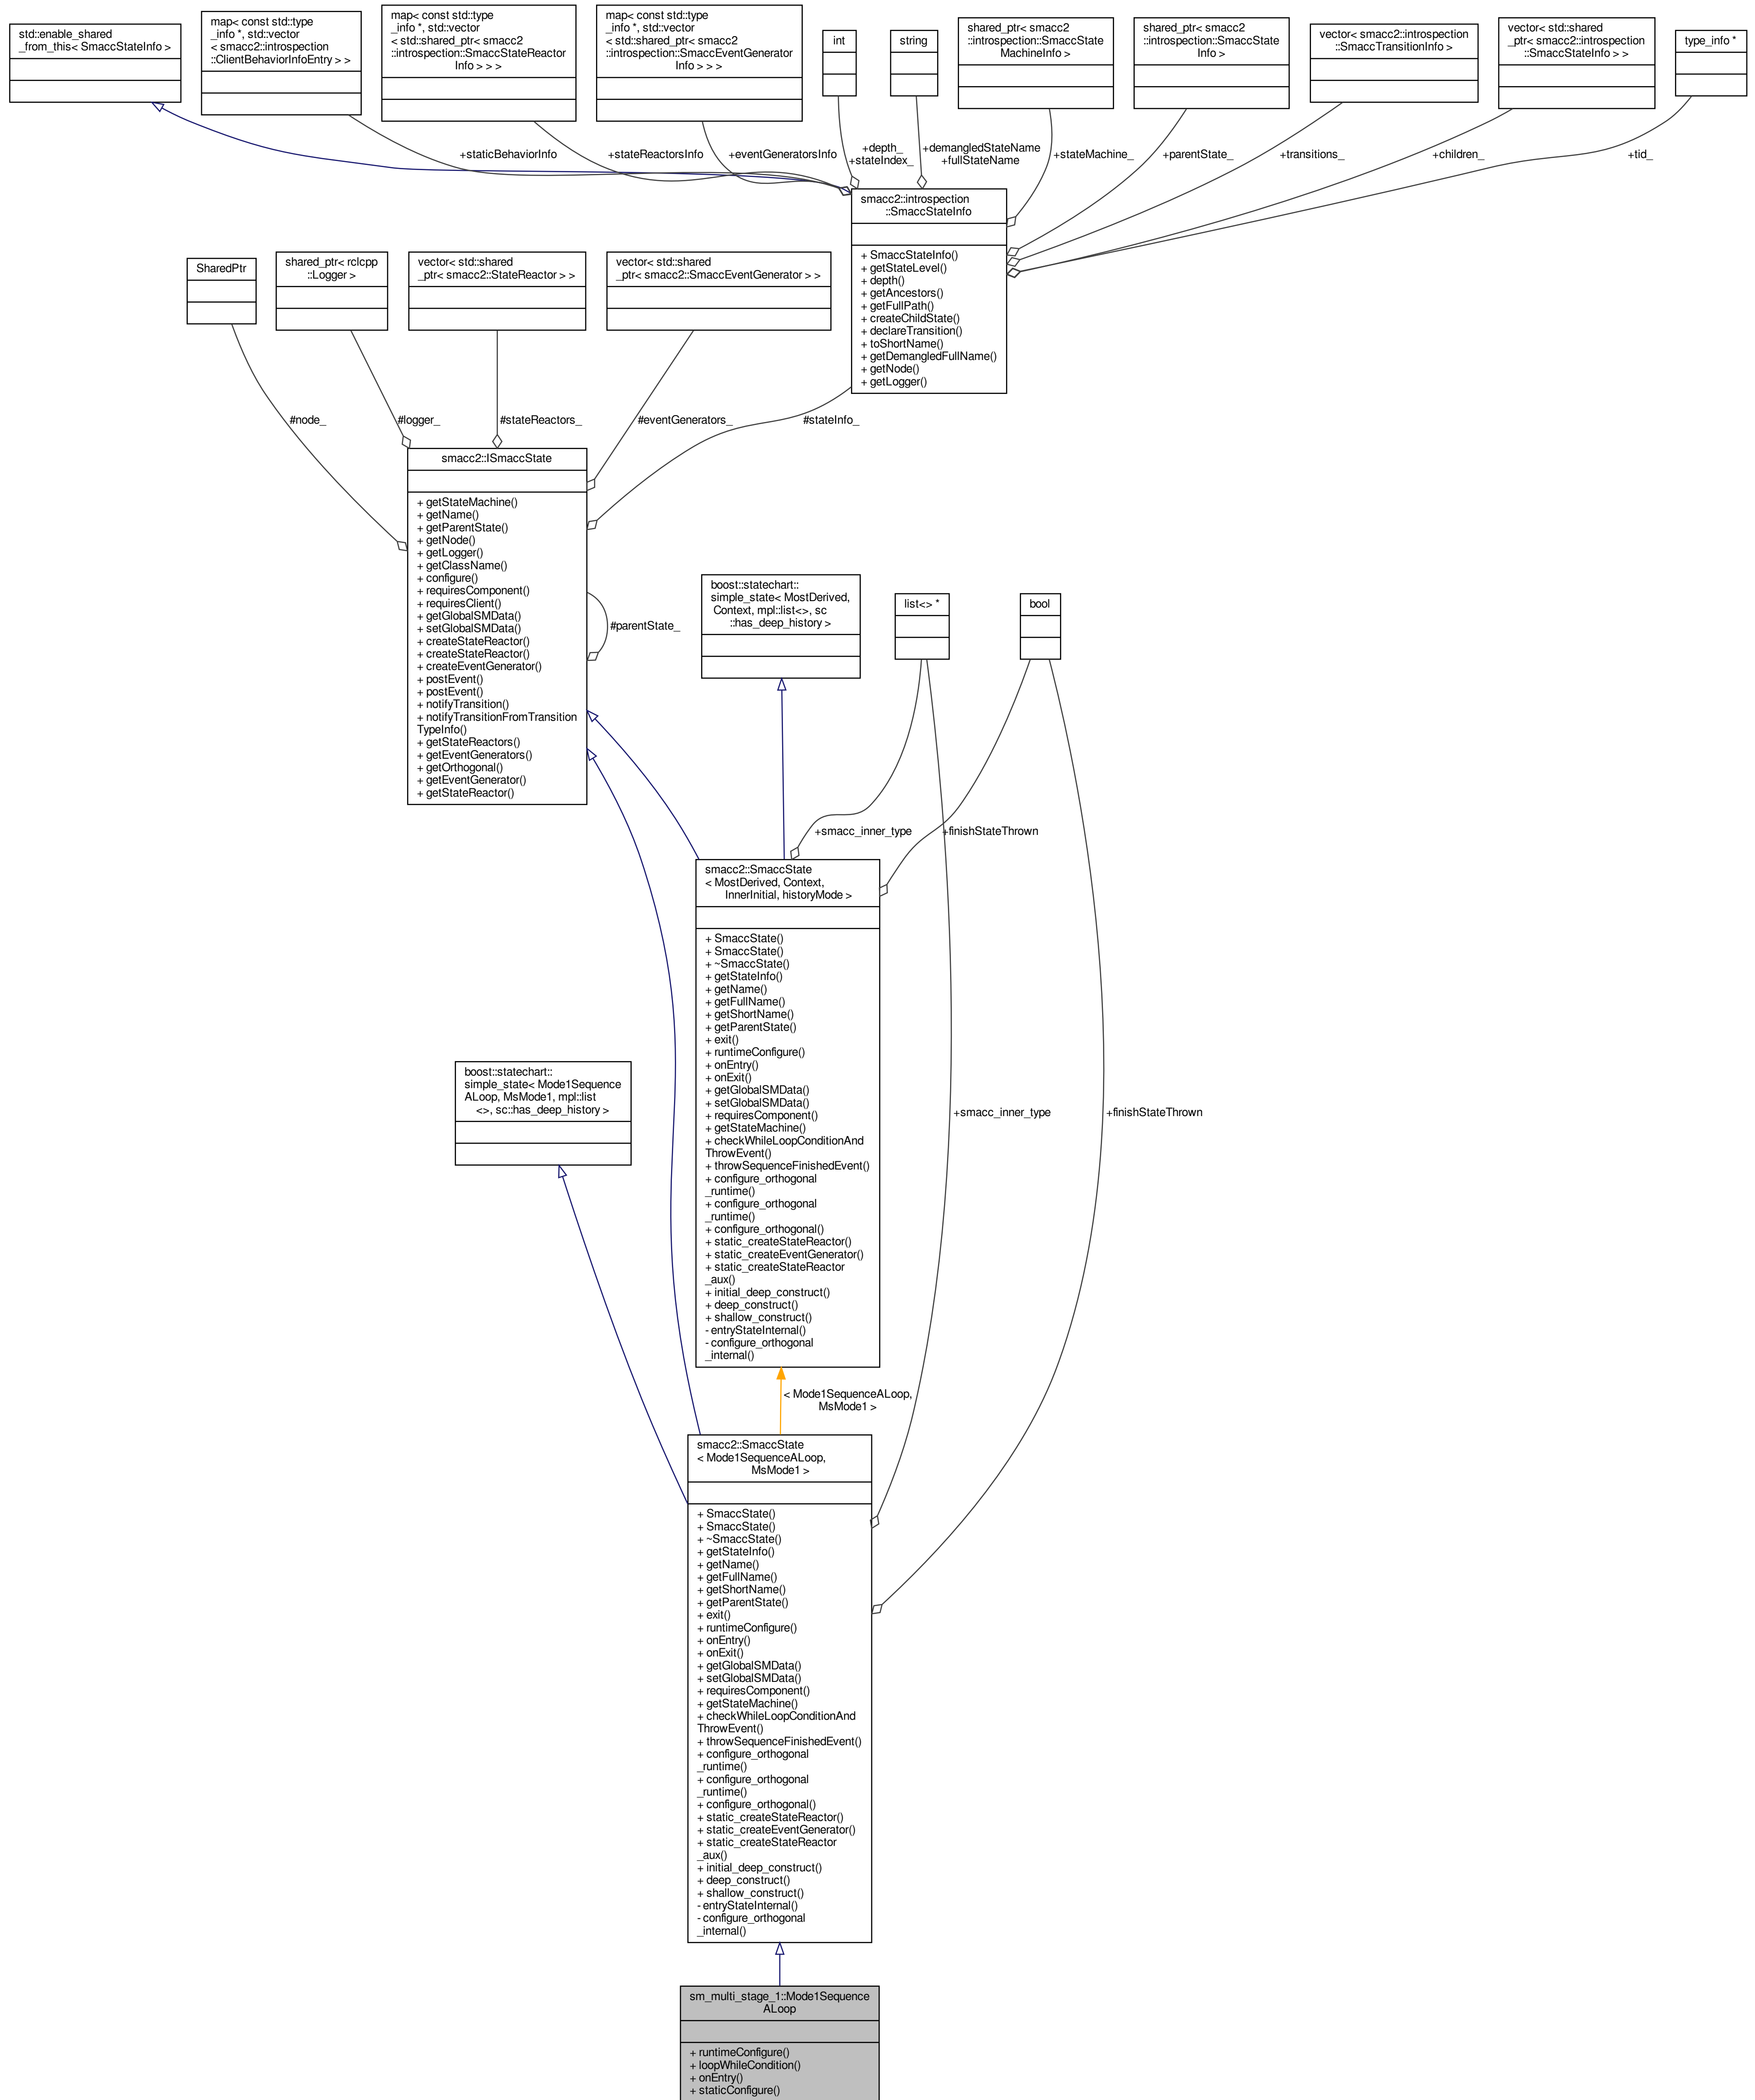 std::enable_shared
_from_this< SmaccStateInfo >
map< const std::type
_info *, std::vector
< smacc2::introspection
::ClientBehaviorInfoEntry > >
map< const std::type
_info *, std::vector
< std::shared_ptr< smacc2
::introspection::SmaccStateReactor
Info > > >
map< const std::type
_info *, std::vector
< std::shared_ptr< smacc2
::introspection::SmaccEventGenerator
Info > > >
int
string
shared_ptr< smacc2
::introspection::SmaccState
MachineInfo >
shared_ptr< smacc2
::introspection::SmaccState
Info >
vector< smacc2::introspection
::SmaccTransitionInfo >
vector< std::shared
_ptr< smacc2::introspection
::SmaccStateInfo > >
type_info *
+staticBehaviorInfo
+stateReactorsInfo
+eventGeneratorsInfo
+depth_
+stateIndex_
+demangledStateName
+fullStateName
+stateMachine_
+parentState_
+transitions_
+children_
+tid_
smacc2::introspection
::SmaccStateInfo
+ SmaccStateInfo()
+ getStateLevel()
+ depth()
+ getAncestors()
+ getFullPath()
+ createChildState()
+ declareTransition()
+ toShortName()
+ getDemangledFullName()
+ getNode()
+ getLogger()
SharedPtr
shared_ptr< rclcpp
::Logger >
vector< std::shared
_ptr< smacc2::StateReactor > >
vector< std::shared
_ptr< smacc2::SmaccEventGenerator > >
#node_
#logger_
#stateReactors_
#eventGenerators_
#stateInfo_
smacc2::ISmaccState
+ getStateMachine()
+ getName()
+ getParentState()
+ getNode()
+ getLogger()
+ getClassName()
+ configure()
+ requiresComponent()
+ requiresClient()
+ getGlobalSMData()
+ setGlobalSMData()
+ createStateReactor()
+ createStateReactor()
+ createEventGenerator()
+ postEvent()
+ postEvent()
+ notifyTransition()
+ notifyTransitionFromTransition
TypeInfo()
+ getStateReactors()
+ getEventGenerators()
+ getOrthogonal()
+ getEventGenerator()
+ getStateReactor()
#parentState_
boost::statechart::
simple_state< MostDerived,
Context, mpl::list<>, sc
::has_deep_history >
list<> *
bool
+smacc_inner_type
+finishStateThrown
smacc2::SmaccState
< MostDerived, Context,
InnerInitial, historyMode >
+ SmaccState()
+ SmaccState()
+ ~SmaccState()
+ getStateInfo()
+ getName()
+ getFullName()
+ getShortName()
+ getParentState()
+ exit()
+ runtimeConfigure()
+ onEntry()
+ onExit()
+ getGlobalSMData()
+ setGlobalSMData()
+ requiresComponent()
+ getStateMachine()
+ checkWhileLoopConditionAnd
ThrowEvent()
+ throwSequenceFinishedEvent()
+ configure_orthogonal
_runtime()
+ configure_orthogonal
_runtime()
+ configure_orthogonal()
+ static_createStateReactor()
+ static_createEventGenerator()
+ static_createStateReactor
_aux()
+ initial_deep_construct()
+ deep_construct()
+ shallow_construct()
- entryStateInternal()
- configure_orthogonal
_internal()
boost::statechart::
simple_state< Mode1Sequence
ALoop, MsMode1, mpl::list
<>, sc::has_deep_history >
+smacc_inner_type
+finishStateThrown
< Mode1SequenceALoop,
MsMode1 >
smacc2::SmaccState
< Mode1SequenceALoop,
MsMode1 >
+ SmaccState()
+ SmaccState()
+ ~SmaccState()
+ getStateInfo()
+ getName()
+ getFullName()
+ getShortName()
+ getParentState()
+ exit()
+ runtimeConfigure()
+ onEntry()
+ onExit()
+ getGlobalSMData()
+ setGlobalSMData()
+ requiresComponent()
+ getStateMachine()
+ checkWhileLoopConditionAnd
ThrowEvent()
+ throwSequenceFinishedEvent()
+ configure_orthogonal
_runtime()
+ configure_orthogonal
_runtime()
+ configure_orthogonal()
+ static_createStateReactor()
+ static_createEventGenerator()
+ static_createStateReactor
_aux()
+ initial_deep_construct()
+ deep_construct()
+ shallow_construct()
- entryStateInternal()
- configure_orthogonal
_internal()
sm_multi_stage_1::Mode1Sequence
ALoop
+ runtimeConfigure()
+ loopWhileCondition()
+ onEntry()
+ staticConfigure()